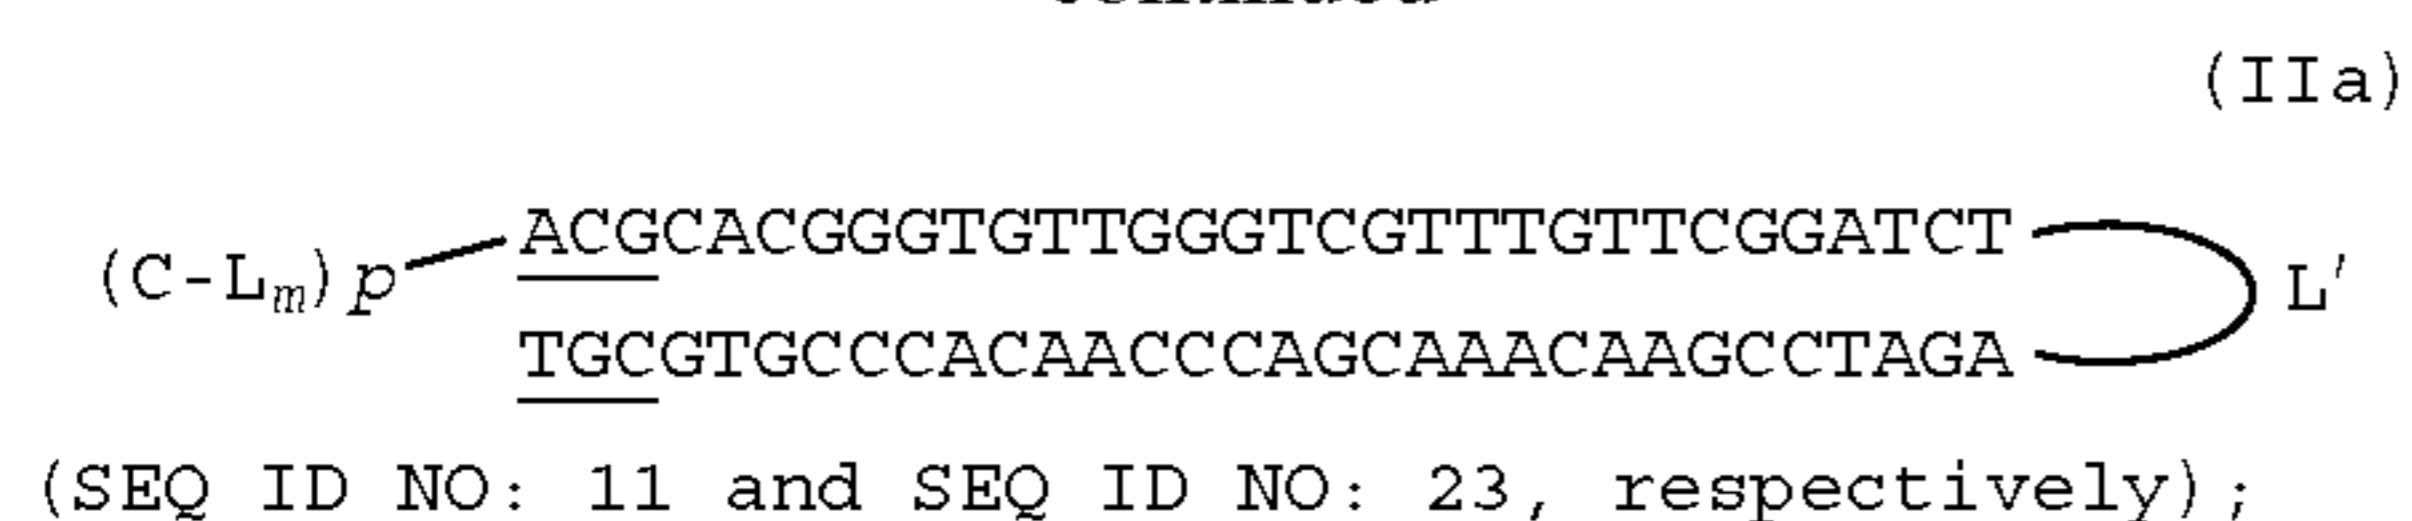 (IIa)
ACGCACGGGTGTTGGGTCGTTTGTTCGGATCT
(C-Lm)p L'
TGCGTGCCCACAACCCAGCAAACAAGCCTAGA
(SEQ ID NO: 11 and SEQ ID NO: 23, respectively);